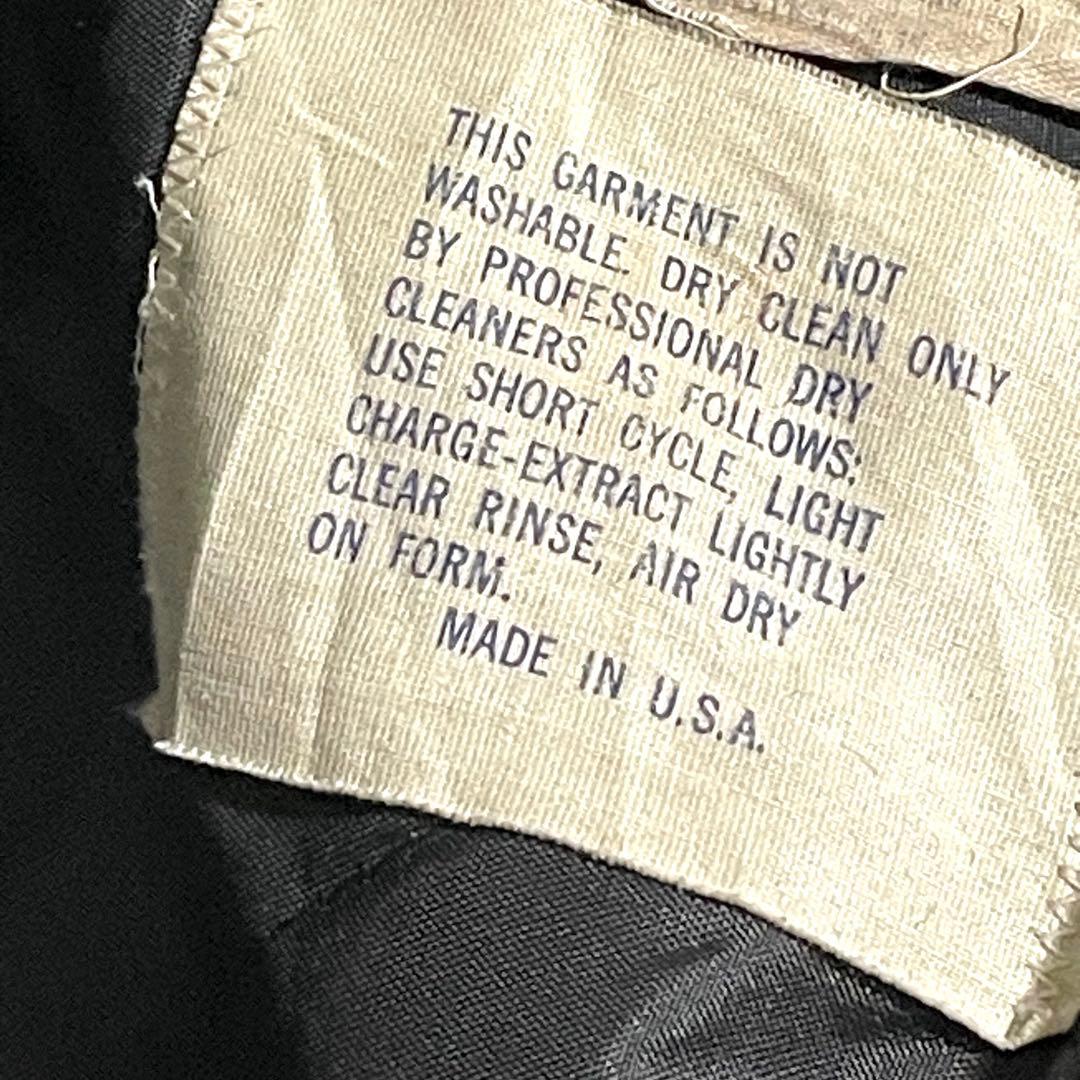 THIS GARMENT IS NOT
WASHABLE. DRY CLEAN ONLY
BY PROFESSIONAL DRY
CLEANERS AS FOLLOWS:
USE SHORT CYCLE, LIGHT
CHARGE-EXTRACT LIGHTLY
CLEAR RINSE, AIR DRY
ON FORM.
MADE IN U.S.A.